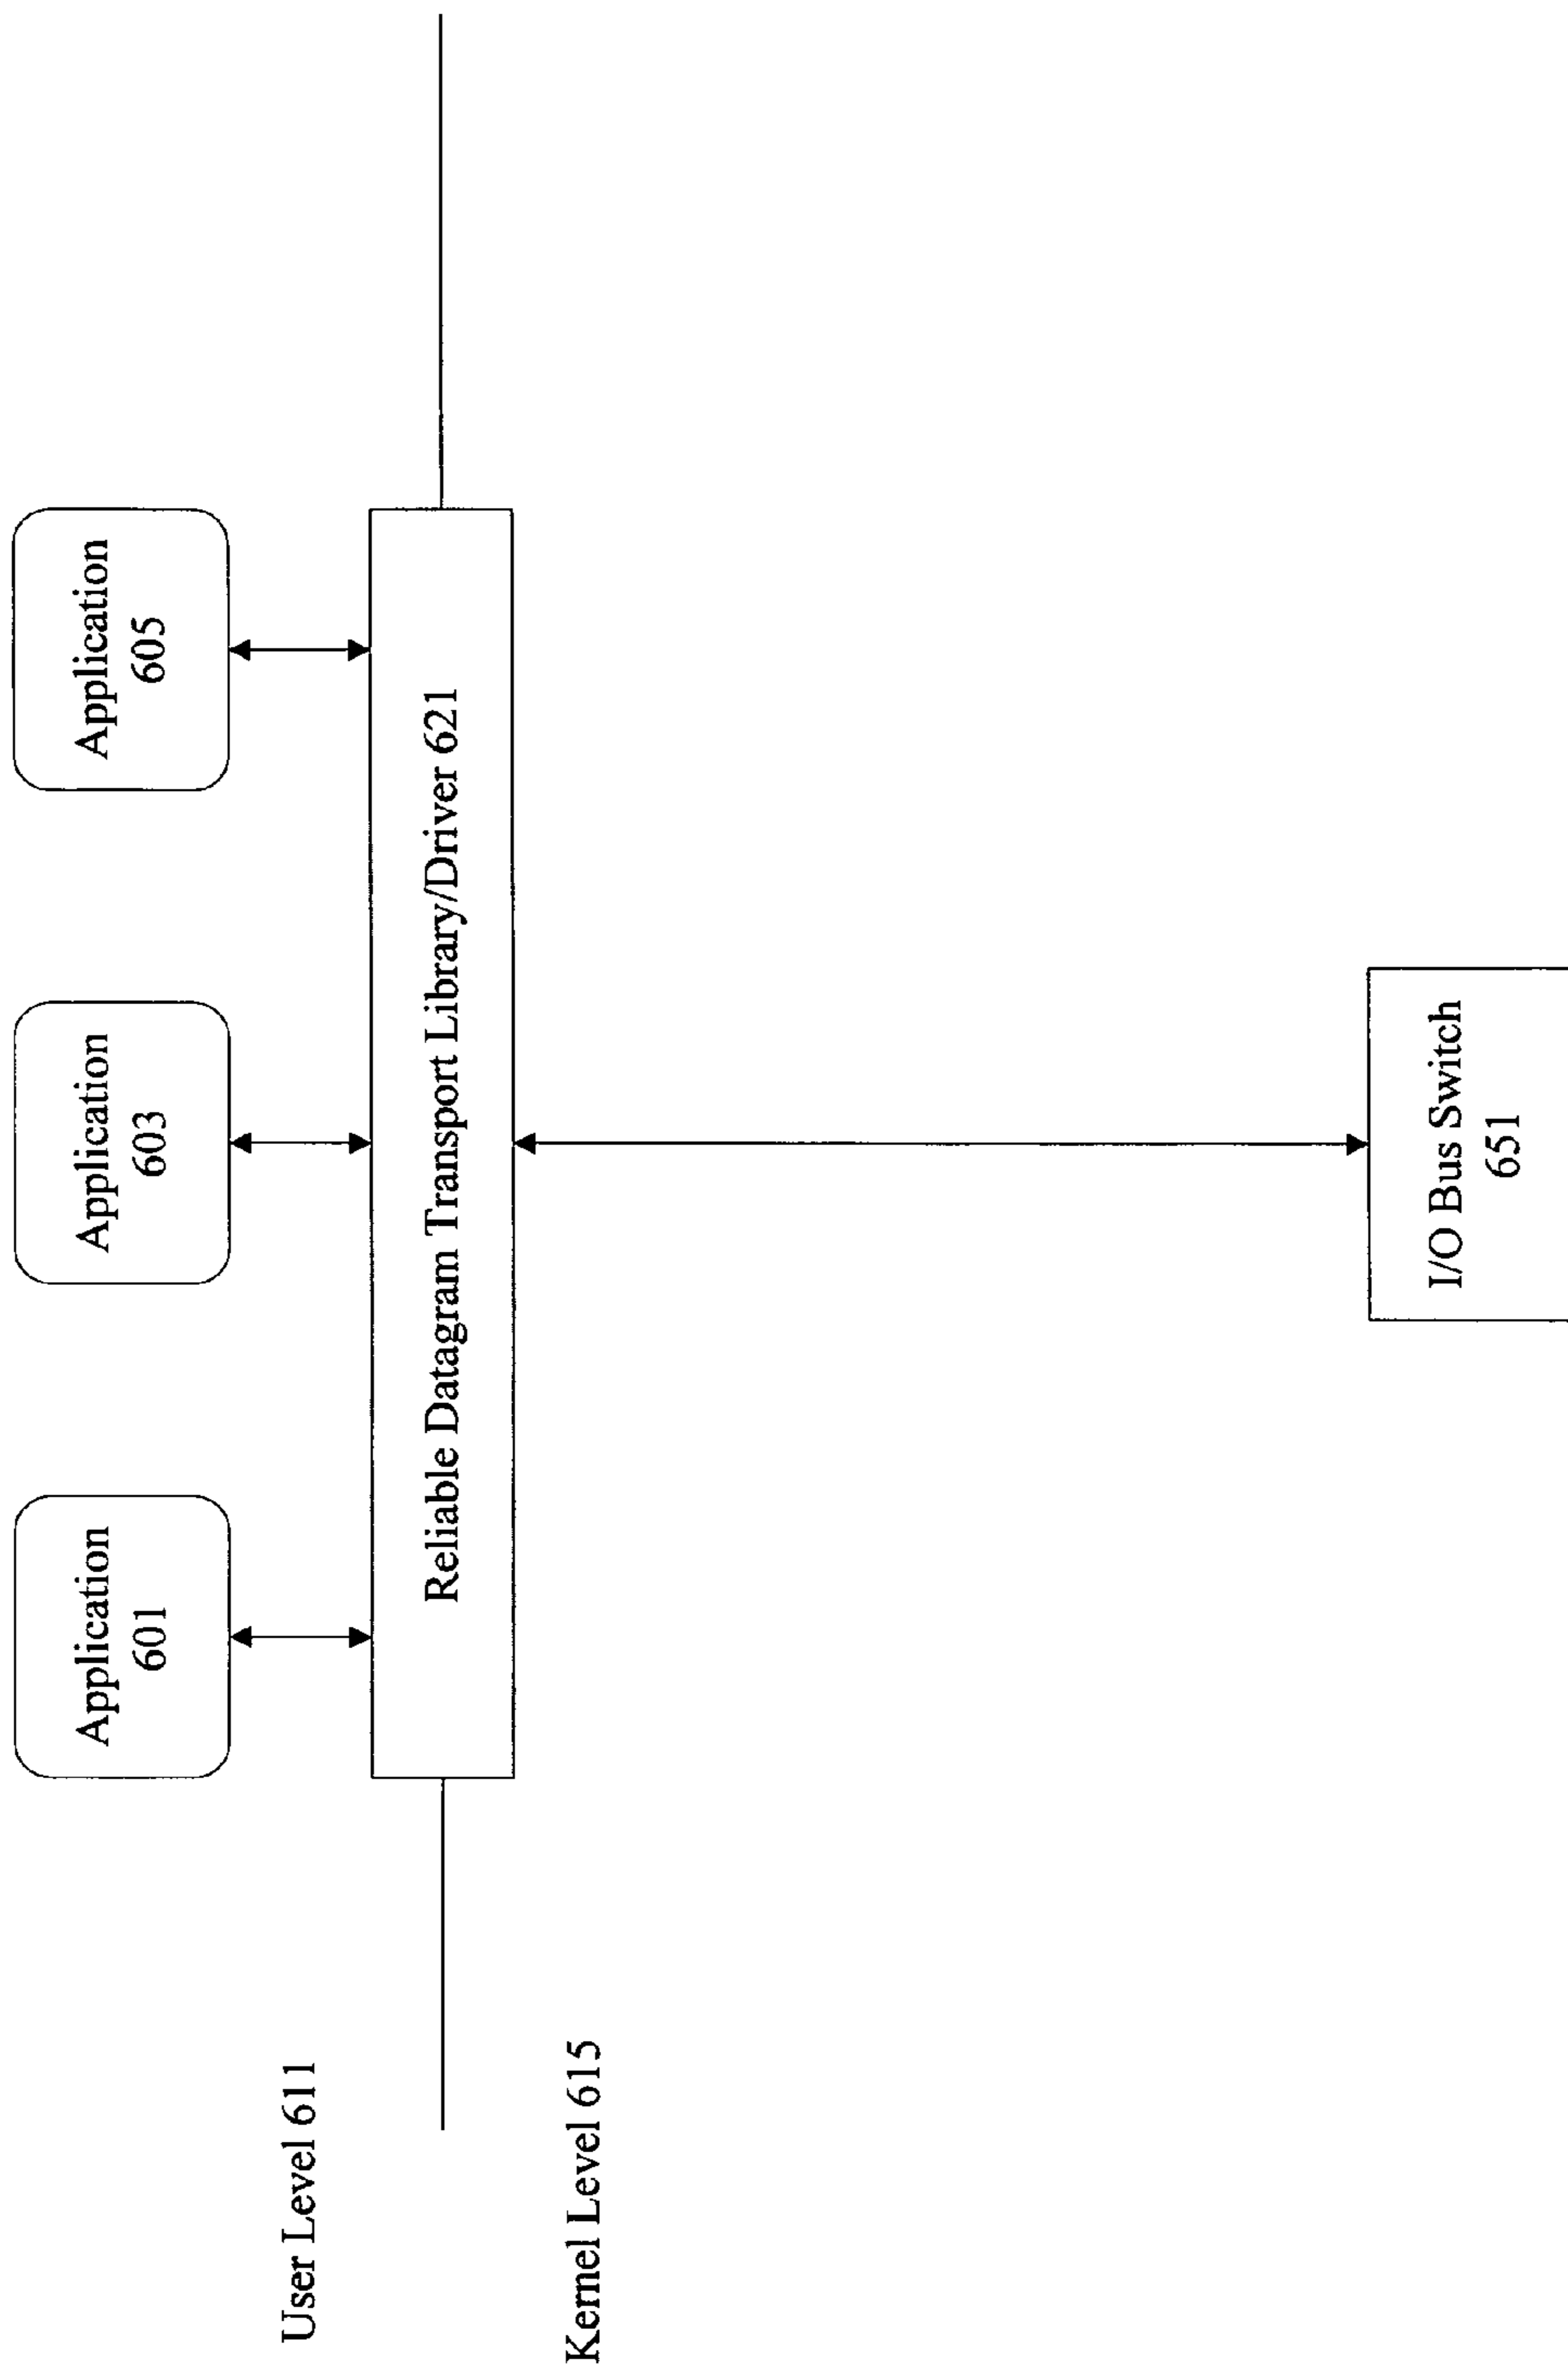 Application
601
Application
603
Application
605
User Level 611
Reliable Datagram Transport Library/Driver 621
Kernel Level 615
I/O Bus Switch
651